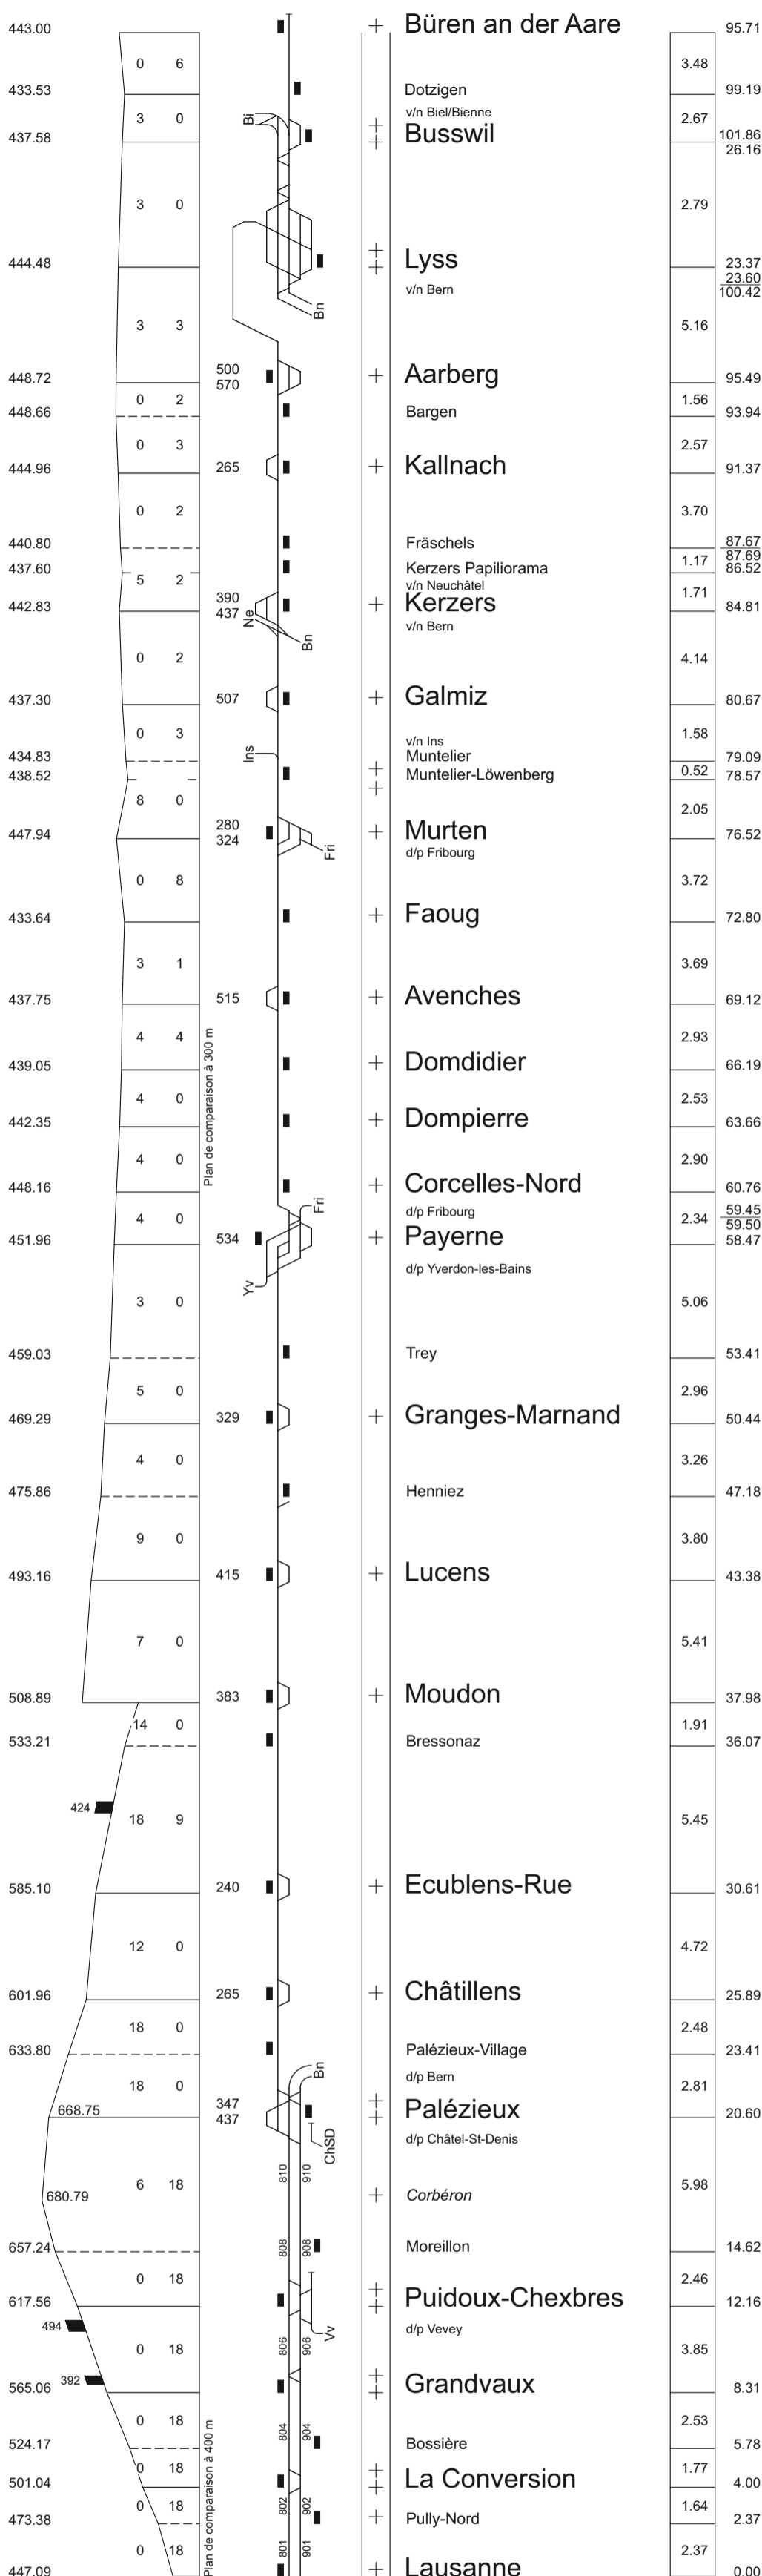 443.00 Büren an der Aare 95.71
0 6 3.48
433.53 Dotzigen 99.19
v/n Biel/Bienne
3 0 Bi 2.67
437.58 Busswil 101.86
26.16
3 0 2.79
444.48 Lyss 23.37
23.60
v/n Bern 100.42
Bn
3 3 5.16
448.72 500 Aarberg 95.49
570
0 2 1.56
448.66 Bargen 93.94
0 3 2.57
444.96 265 Kallnach 91.37
0 2 3.70
440.80 Fräschels 87.67
87.69
1.17
437.60 Kerzers Papiliorama 86.52
5 2 v/n Neuchâtel 1.71
442.83 390 Kerzers 84.81
437 Ne
v/n Bern
Bn
0 2 4.14
437.30 507 Galmiz 80.67
0 3 1.58
v/n Ins
Ins
434.83 Muntelier 79.09
0.52
438.52 Muntelier-Löwenberg 78.57
8 0 2.05
447.94 280 Murten 76.52
324
d/p Fribourg
Fri
0 8 3.72
433.64 Faoug 72.80
3 1 3.69
437.75 515 Avenches 69.12
4 4 2.93
Plan de comparaison à 300 m
439.05 Domdidier 66.19
4 0 2.53
442.35 Dompierre 63.66
4 0 2.90
448.16 Corcelles-Nord 60.76
Fri
d/p Fribourg 59.45
4 0 2.34 59.50
451.96 534 Payerne 58.47
d/p Yverdon-les-Bains
Yv
3 0 5.06
459.03 Trey 53.41
5 0 2.96
469.29 329 Granges-Marnand 50.44
4 0 3.26
475.86 Henniez 47.18
9 0 3.80
493.16 415 Lucens 43.38
7 0 5.41
508.89 383 Moudon 37.98
14 0 1.91
533.21 Bressonaz 36.07
424
18 9 5.45
585.10 240 Ecublens-Rue 30.61
12 0 4.72
601.96 265 Châtillens 25.89
18 0 2.48
633.80 Palézieux-Village 23.41
Bn
d/p Bern
18 0 2.81
668.75 347 Palézieux 20.60
437
d/p Châtel-St-Denis
ChSD
810 910
6 18 5.98
680.79 Corbéron
808 908
657.24 Moreillon 14.62
0 18 2.46
617.56 Puidoux-Chexbres 12.16
494
d/p Vevey
Vv
806 906
0 18 3.85
392
565.06 Grandvaux 8.31
0 18 2.53
804 904
524.17 Bossière 5.78
0 18 1.77
501.04 La Conversion 4.00
802 902
0 18 1.64
473.38 Pully-Nord 2.37
Plan de comparaison à 400 m
801 901
0 18 2.37
447.09 Lausanne 0.00